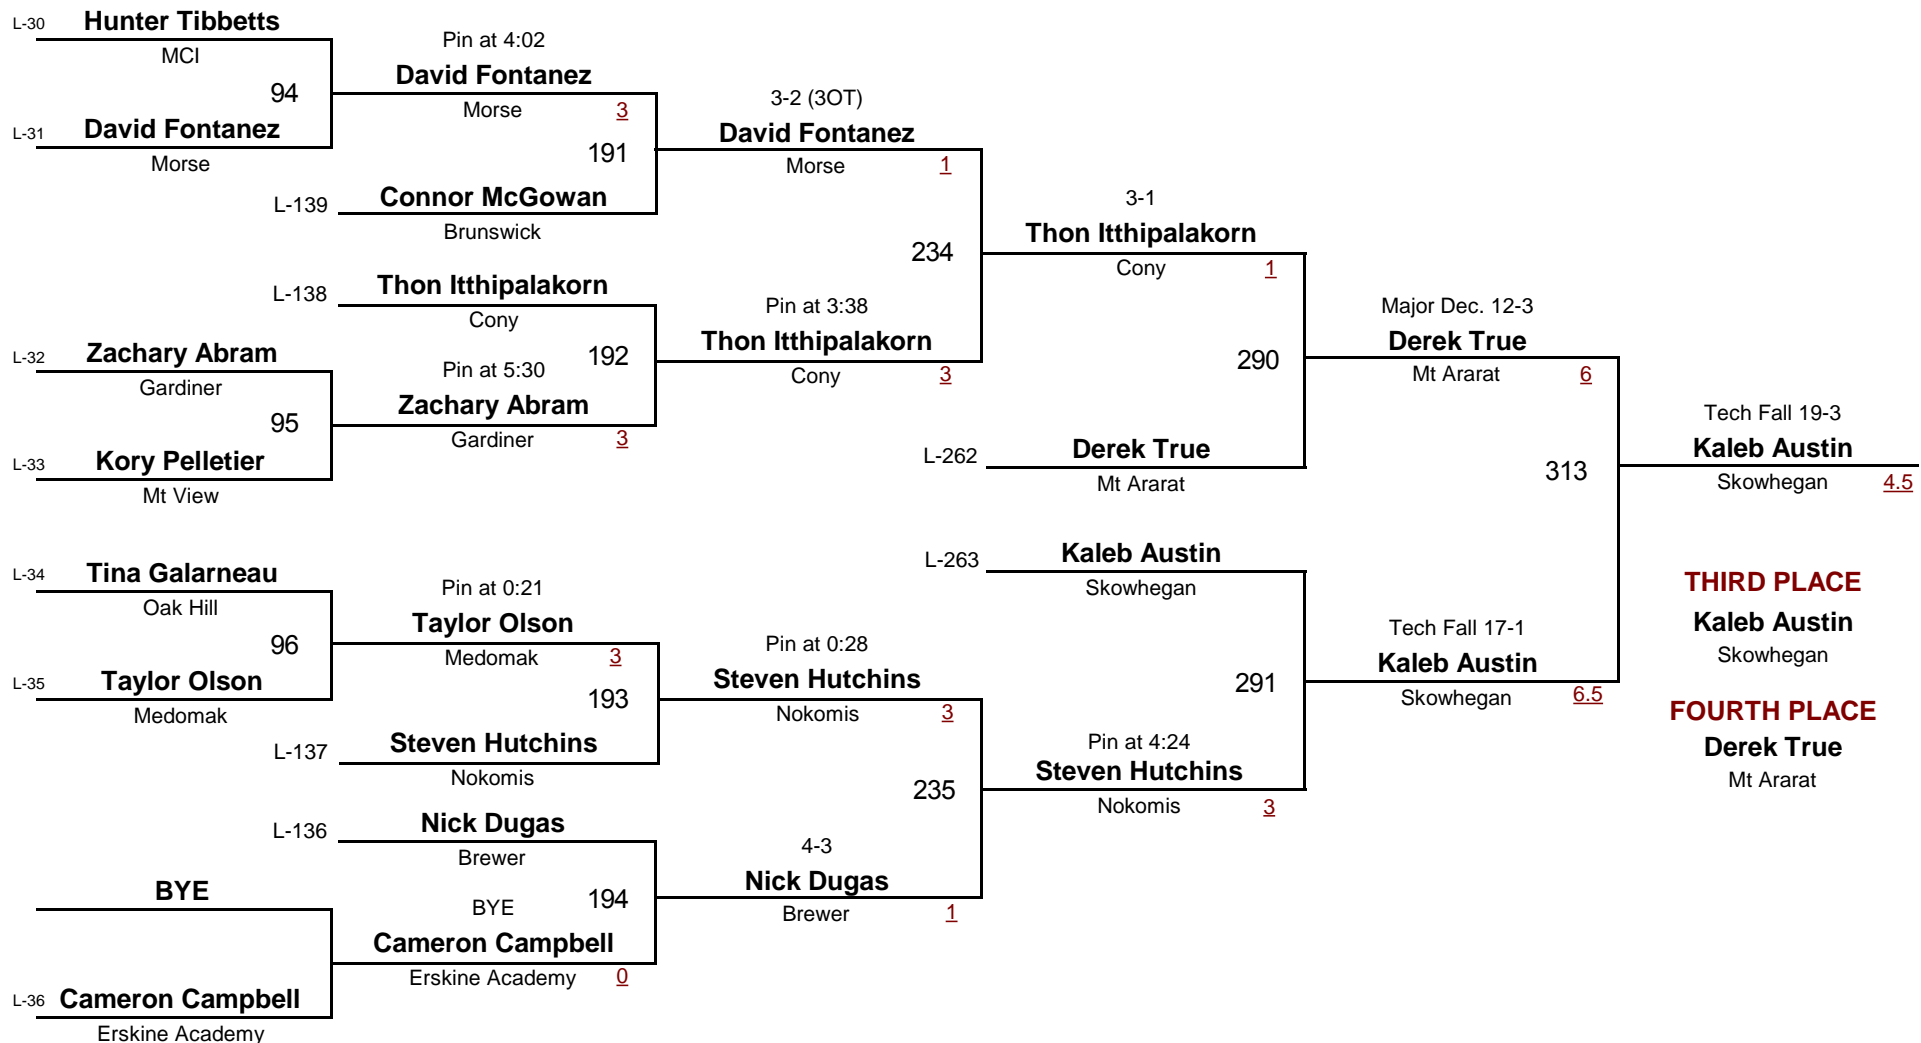 L-30 Hunter Tibbetts
MCI
94
L-31 David Fontanez
Morse
Pin at 4:02
David Fontanez
Morse 3
191
L-139 Connor McGowan
Brunswick
3-2 (3OT)
David Fontanez
Morse 1
L-138 Thon Itthipalakorn
Cony
192
L-32 Zachary Abram
Gardiner
95
L-33 Kory Pelletier
Mt View
Pin at 5:30
Zachary Abram
Gardiner 3
Pin at 3:38
Thon Itthipalakorn
Cony 3
234
3-1
Thon Itthipalakorn
Cony 1
290
L-262 Derek True
Mt Ararat
Major Dec. 12-3
Derek True
Mt Ararat 6
313
Tech Fall 19-3
Kaleb Austin
Skowhegan 4.5
L-34 Tina Galarneau
Oak Hill
96
L-35 Taylor Olson
Medomak
Pin at 0:21
Taylor Olson
Medomak 3
193
L-137 Steven Hutchins
Nokomis
Pin at 0:28
Steven Hutchins
Nokomis 3
235
L-136 Nick Dugas
Brewer
194
BYE
L-36 Cameron Campbell
Erskine Academy
BYE
Cameron Campbell
Erskine Academy 0
4-3
Nick Dugas
Brewer 1
L-263 Kaleb Austin
Skowhegan
291
Pin at 4:24
Steven Hutchins
Nokomis 3
Tech Fall 17-1
Kaleb Austin
Skowhegan 6.5
THIRD PLACE
Kaleb Austin
Skowhegan
FOURTH PLACE
Derek True
Mt Ararat